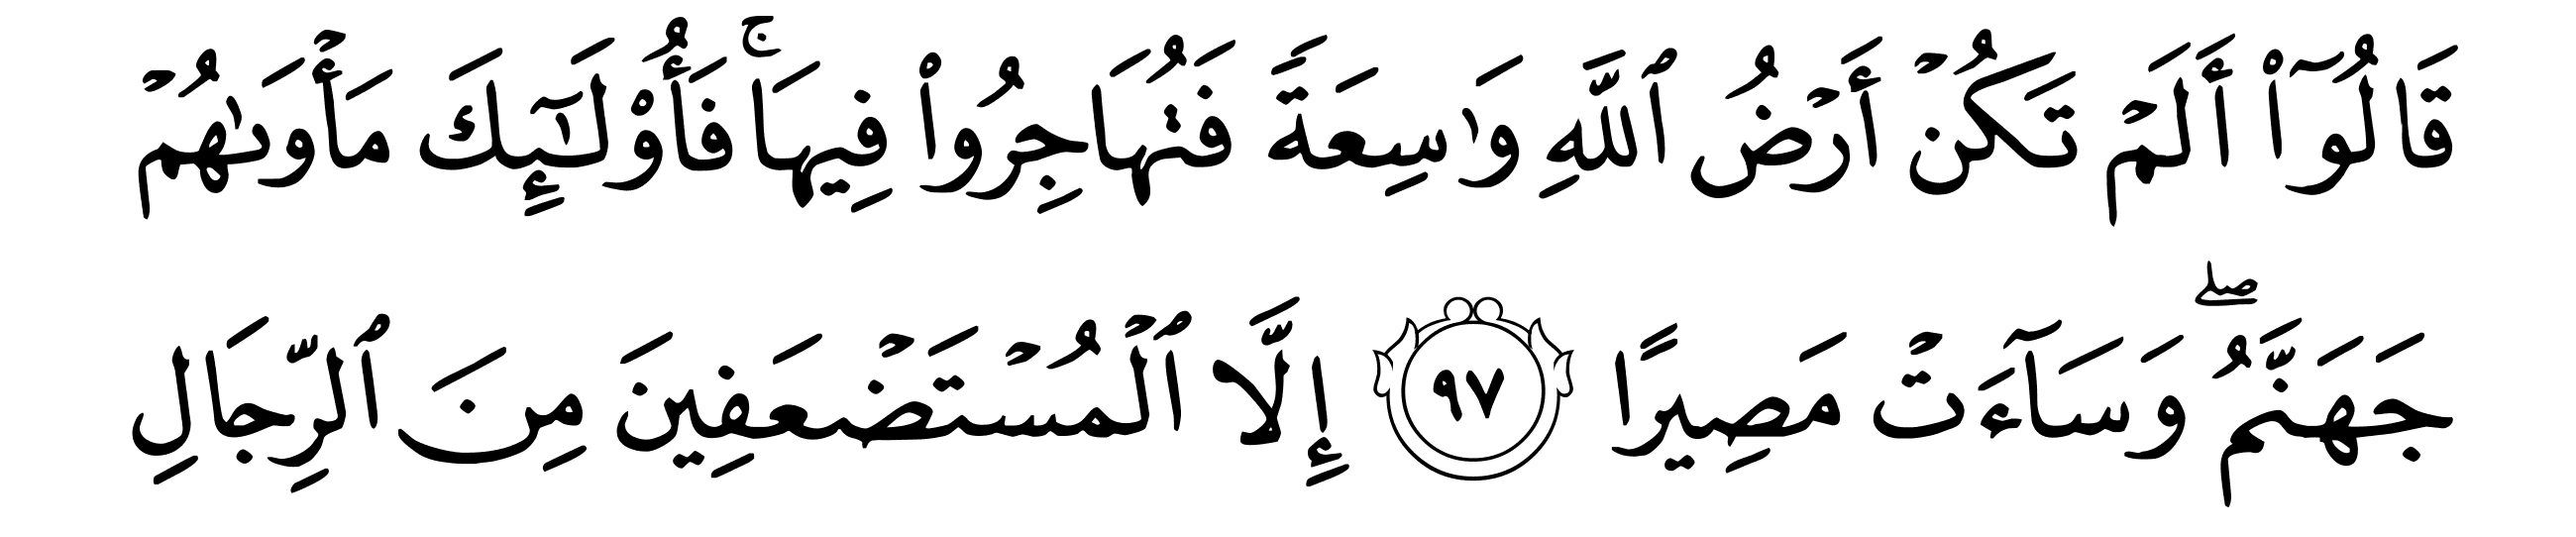 قَالُوٓا۟ أَلَمْ تَكُنْ أَرْضُ ٱللَّهِ وَٰسِعَةً فَتُهَاجِرُوا۟ فِيهَا ۚ فَأُو۟لَـٰٓئِكَ مَأْوَىٰهُمْ
جَهَنَّمُ ۖ وَسَآءَتْ مَصِيرًا ٩٧ إِلَّا ٱلْمُسْتَضْعَفِينَ مِنَ ٱلرِّجَالِ